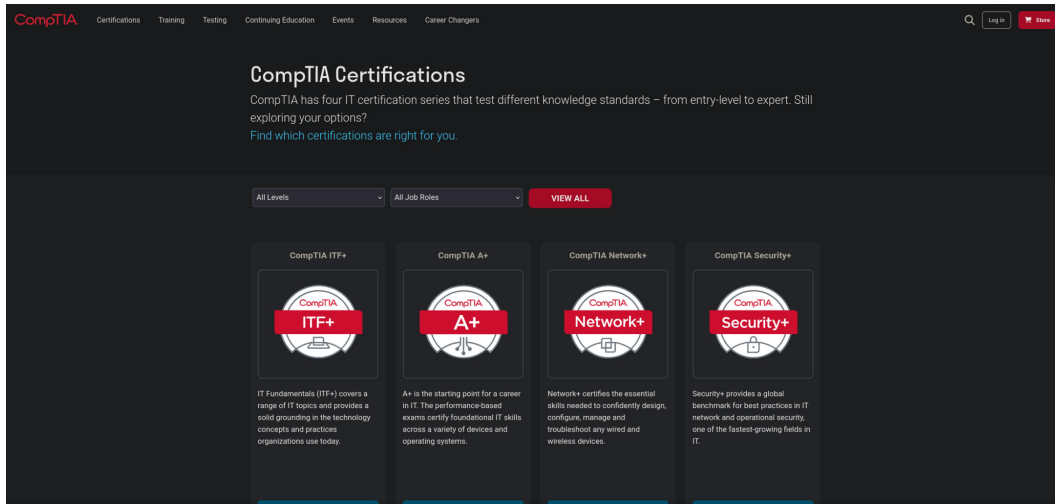 CompTIA.
Certifications
Training
Testing
Continuing Education
Events
Resources
Career Changers
Log in
Store
CompTIA Certifications
CompTIA has four IT certification series that test different knowledge standards – from entry-level to expert. Still
exploring your options?
Find which certifications are right for you.
All Levels
All Job Roles
VIEW ALL
CompTIA ITF+
CompTIA
ITF+
IT Fundamentals (ITF+) covers a
range of IT topics and provides a
solid grounding in the technology
concepts and practices
organizations use today.
CompTIA A+
CompTIA
A+
A+ is the starting point for a career
in IT. The performance-based
exams certify foundational IT skills
across a variety of devices and
operating systems.
CompTIA Network+
CompTIA.
Network+
Network+ certifies the essential
skills needed to confidently design,
configure, manage and
troubleshoot any wired and
wireless devices.
CompTIA Security+
CompTIA
Security+
Security+ provides a global
benchmark for best practices in IT
network and operational security,
one of the fastest-growing fields in
IT.